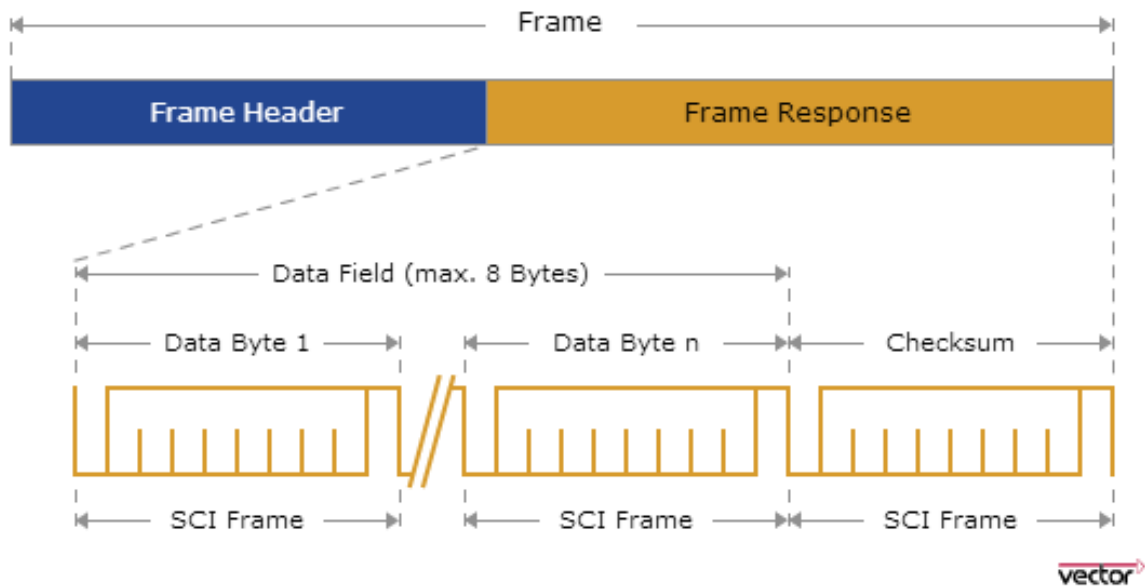 Frame
Frame Header Frame Response
Data Field (max. 8 Bytes)
Data Byte 1 Data Byte n Checksum
SCI Frame SCI Frame SCI Frame
vector